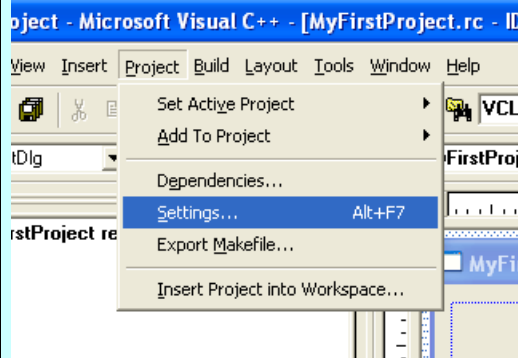 oject - Microsoft Visual C++ - [MyFirstProject.rc - ID
View Insert Project Build Layout Tools Window Help
Set Active Project
VCL
Add To Project
tDlg
FirstProj
Dependencies...
Settings... Alt+F7
rstProject re
Export Makefile...
MyFi
Insert Project into Workspace...